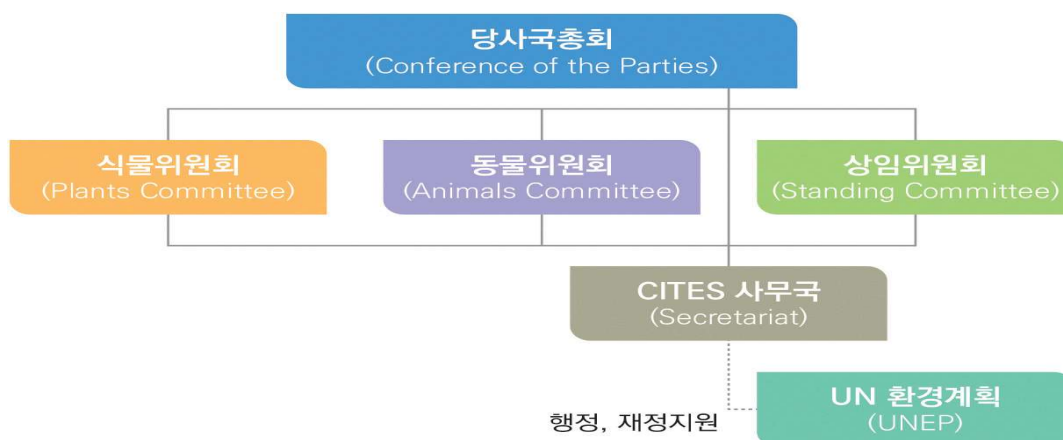 당사국총회
(Conference of the Parties)
식물위원회
(Plants Committee)
동물위원회
(Animals Committee)
상임위원회
(Standing Committee)
CITES 사무국
(Secretariat)
행정, 재정지원
UN 환경계획
(UNEP)